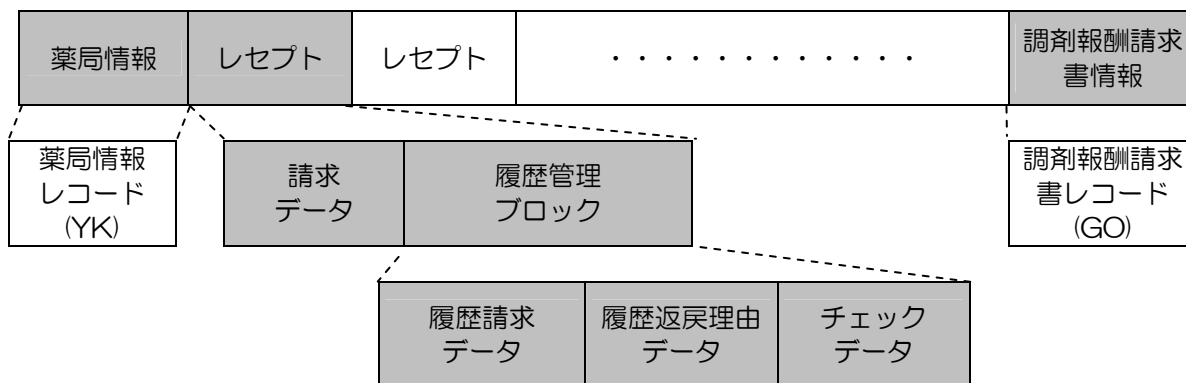 薬局情報
レセプト
レセプト
・・・・・・・・・・・・
調剤報酬請求
書情報
薬局情報
レコード
(YK)
請求
データ
履歴管理
ブロック
調剤報酬請求
書レコード
(GO)
履歴請求
データ
履歴返戻理由
データ
チェック
データ